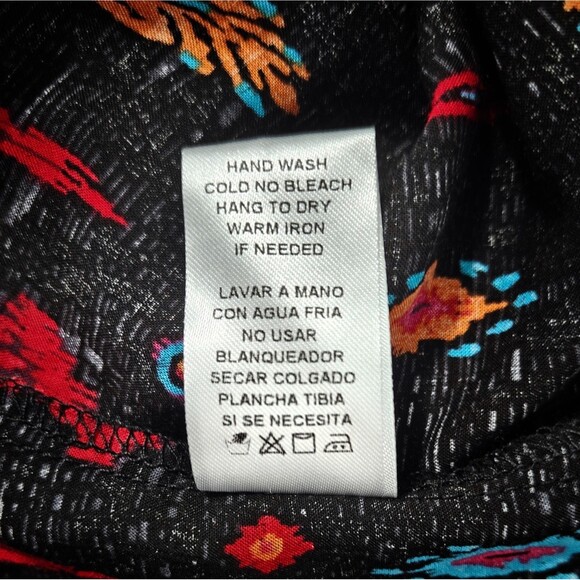 HAND WASH
COLD NO BLEACH
HANG TO DRY
WARM IRON
IF NEEDED
LAVAR A MANO
CON AGUA FRIA
NO USAR
BLANQUEADOR
SECAR COLGADO
PLANCHA TIBIA
SI SE NECESITA